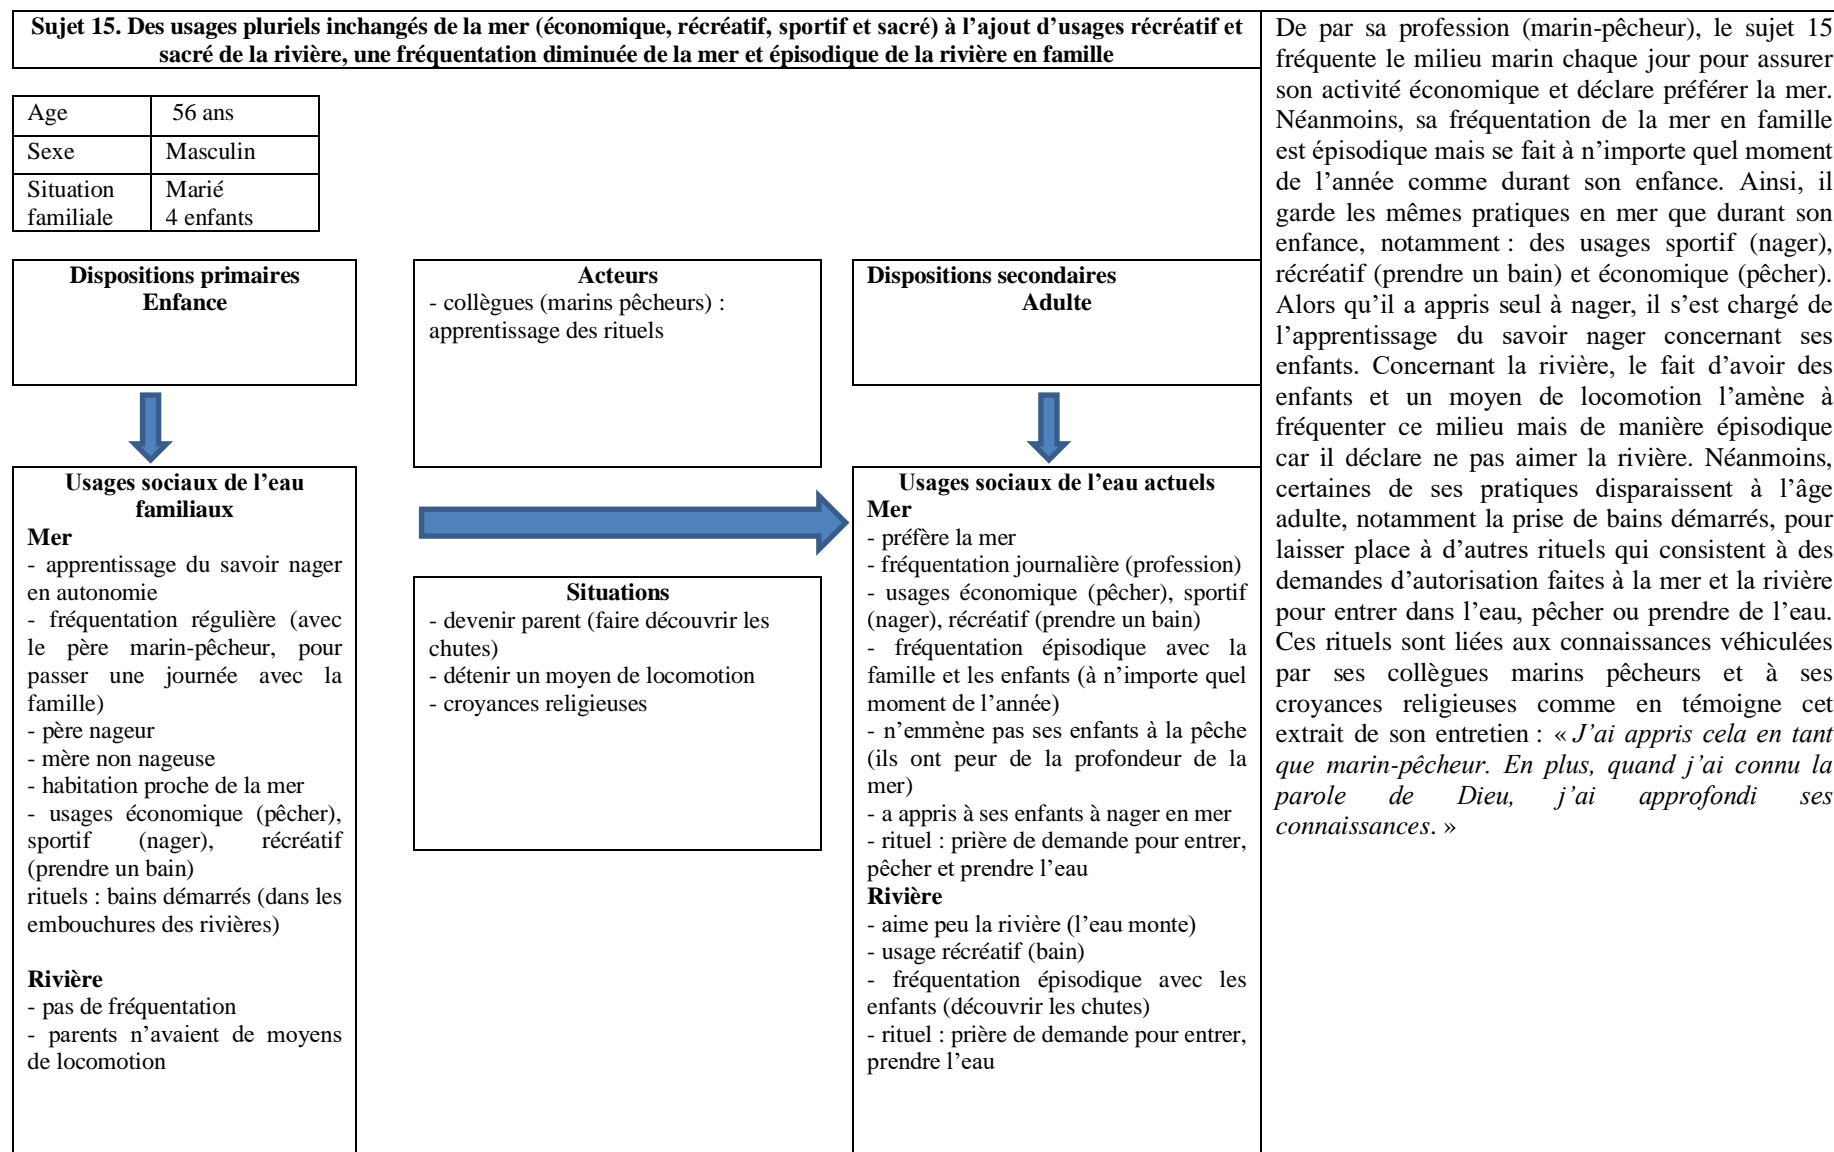 Sujet 15. Des usages pluriels inchangés de la mer (économique, récréatif, sportif et sacré) à l’ajout d’usages récréatif et
sacré de la rivière, une fréquentation diminuée de la mer et épisodique de la rivière en famille
Age 56 ans
Sexe Masculin
Situation familiale Marié
4 enfants
Dispositions primaires
Enfance
Acteurs
- collègues (marins pêcheurs) :
apprentissage des rituels
Dispositions secondaires
Adulte
Usages sociaux de l’eau
familiaux
Mer
- apprentissage du savoir nager
en autonomie
- fréquentation régulière (avec
le père marin-pêcheur, pour
passer une journée avec la
famille)
- père nageur
- mère non nageuse
- habitation proche de la mer
- usages économique (pêcher),
sportif (nager), récréatif
(prendre un bain)
rituels : bains démarrés (dans les
embouchures des rivières)
Rivière
- pas de fréquentation
- parents n’avaient de moyens
de locomotion
Situations
- devenir parent (faire découvrir les
chutes)
- détenir un moyen de locomotion
- croyances religieuses
Usages sociaux de l’eau actuels
Mer
- préfère la mer
- fréquentation journalière (profession)
- usages économique (pêcher), sportif
(nager), récréatif (prendre un bain)
- fréquentation épisodique avec la
famille et les enfants (à n’importe quel
moment de l’année)
- n’emmène pas ses enfants à la pêche
(ils ont peur de la profondeur de la
mer)
- a appris à ses enfants à nager en mer
- rituel : prière de demande pour entrer,
pêcher et prendre l’eau
Rivière
- aime peu la rivière (l’eau monte)
- usage récréatif (bain)
- fréquentation épisodique avec les
enfants (découvrir les chutes)
- rituel : prière de demande pour entrer,
prendre l’eau
De par sa profession (marin-pêcheur), le sujet 15
fréquente le milieu marin chaque jour pour assurer
son activité économique et déclare préférer la mer.
Néanmoins, sa fréquentation de la mer en famille
est épisodique mais se fait à n’importe quel moment
de l’année comme durant son enfance. Ainsi, il
garde les mêmes pratiques en mer que durant son
enfance, notamment : des usages sportif (nager),
récréatif (prendre un bain) et économique (pêcher).
Alors qu’il a appris seul à nager, il s’est chargé de
l’apprentissage du savoir nager concernant ses
enfants. Concernant la rivière, le fait d’avoir des
enfants et un moyen de locomotion l’amène à
fréquenter ce milieu mais de manière épisodique
car il déclare ne pas aimer la rivière. Néanmoins,
certaines de ses pratiques disparaissent à l’âge
adulte, notamment la prise de bains démarrés, pour
laisser place à d’autres rituels qui consistent à des
demandes d’autorisation faites à la mer et la rivière
pour entrer dans l’eau, pêcher ou prendre de l’eau.
Ces rituels sont liées aux connaissances véhiculées
par ses collègues marins pêcheurs et à ses
croyances religieuses comme en témoigne cet
extrait de son entretien : « J’ai appris cela en tant
que marin-pêcheur. En plus, quand j’ai connu la
parole de Dieu, j’ai approfondi ses
connaissances. »